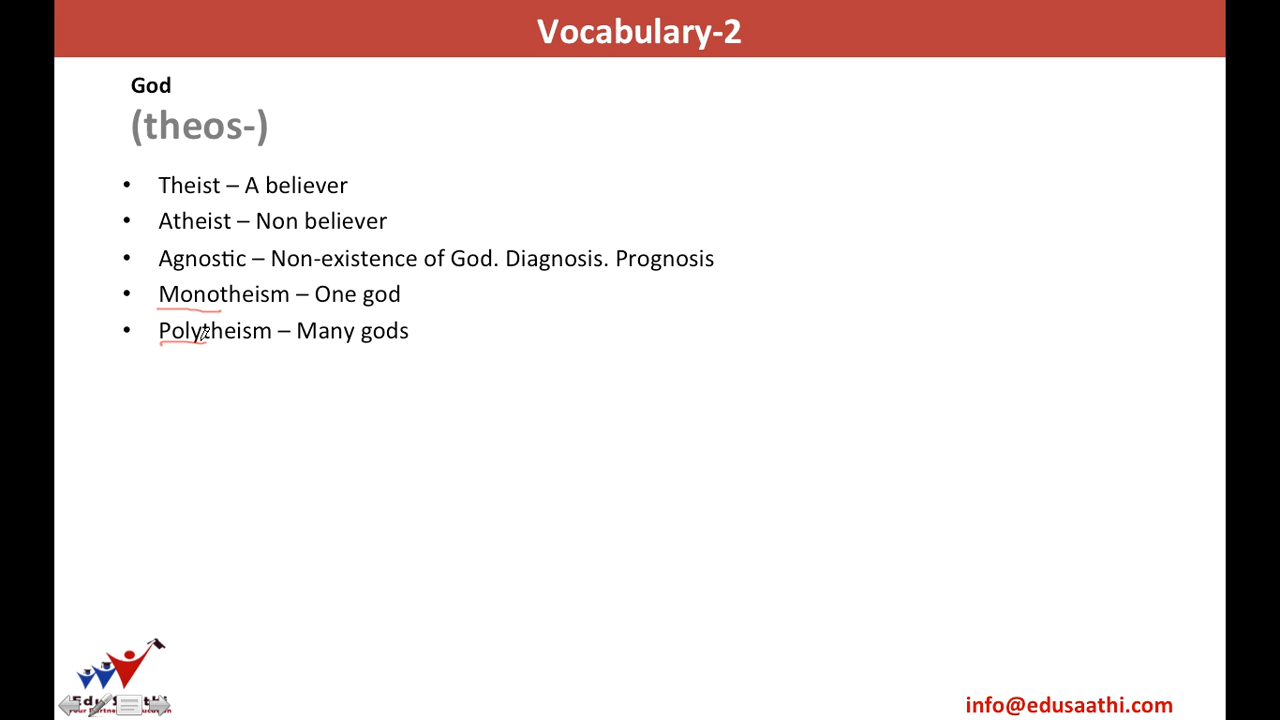 Vocabulary-2
God
(theos-)
• Theist – A believer
• Atheist – Non believer
• Agnostic – Non-existence of God. Diagnosis. Prognosis
• Monotheism – One god
• Polytheism – Many gods
info@edusaathi.com